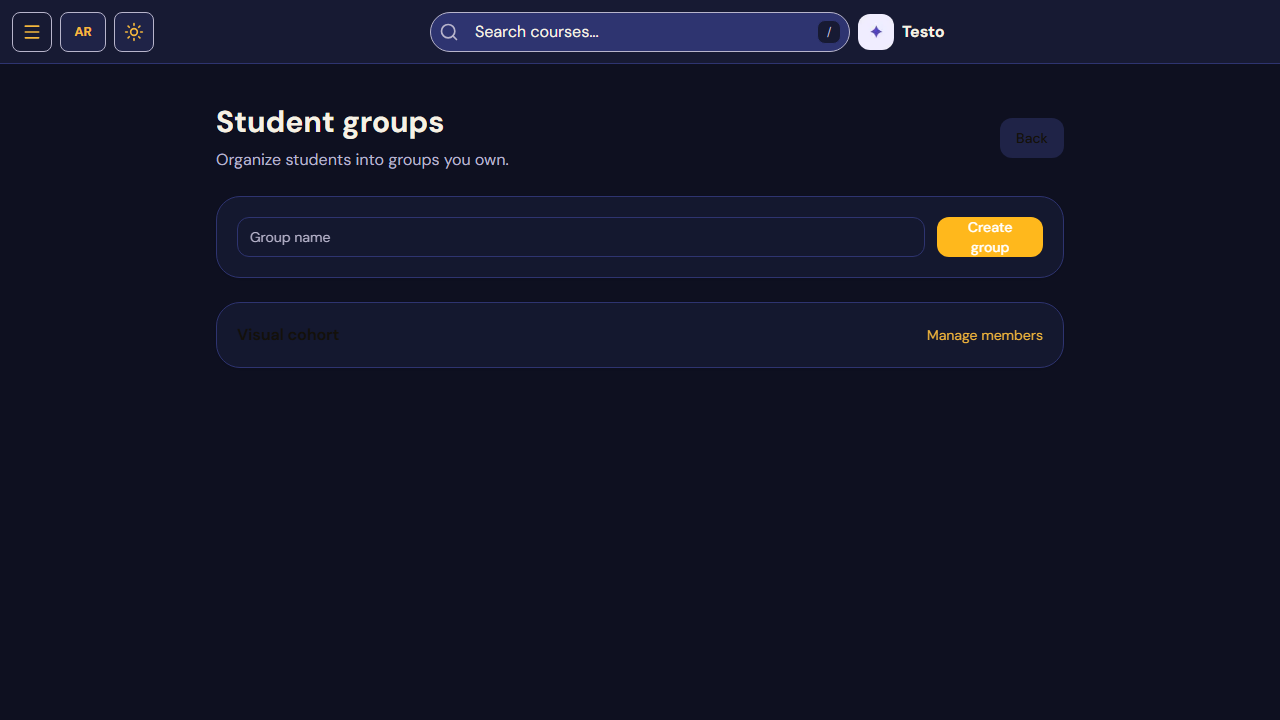 AR
Search courses...
/
Testo
Student groups
Organize students into groups you own.
Back
Group name
Create
group
Visual cohort
Manage members